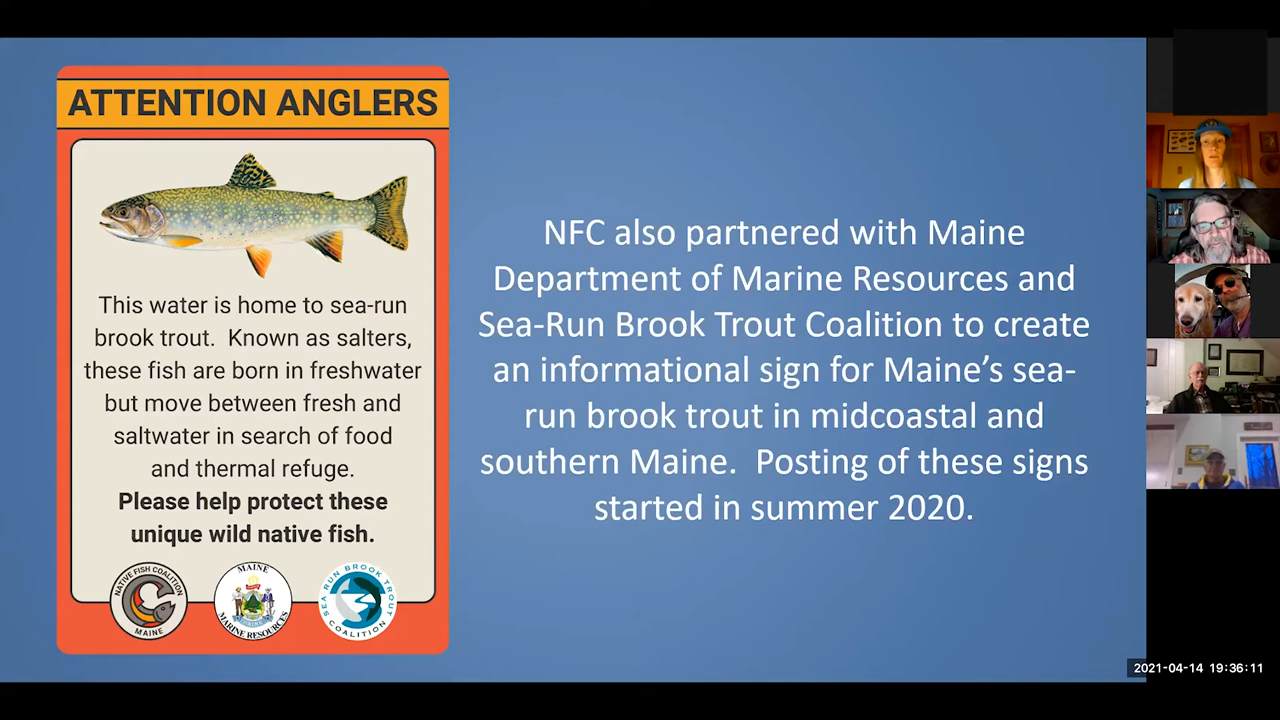 ATTENTION ANGLERS
This water is home to sea-run
brook trout.  Known as salters,
these fish are born in freshwater
but move between fresh and
saltwater in search of food
and thermal refuge.
Please help protect these
unique wild native fish.
NATIVE FISH COALITION
MAINE
MAINE
MARINE RESOURCES
SEA RUN BROOK TROUT
COALITION
NFC also partnered with Maine
Department of Marine Resources and
Sea-Run Brook Trout Coalition to create
an informational sign for Maine’s sea-
run brook trout in midcoastal and
southern Maine.  Posting of these signs
started in summer 2020.
2021-04-14 19:36:11